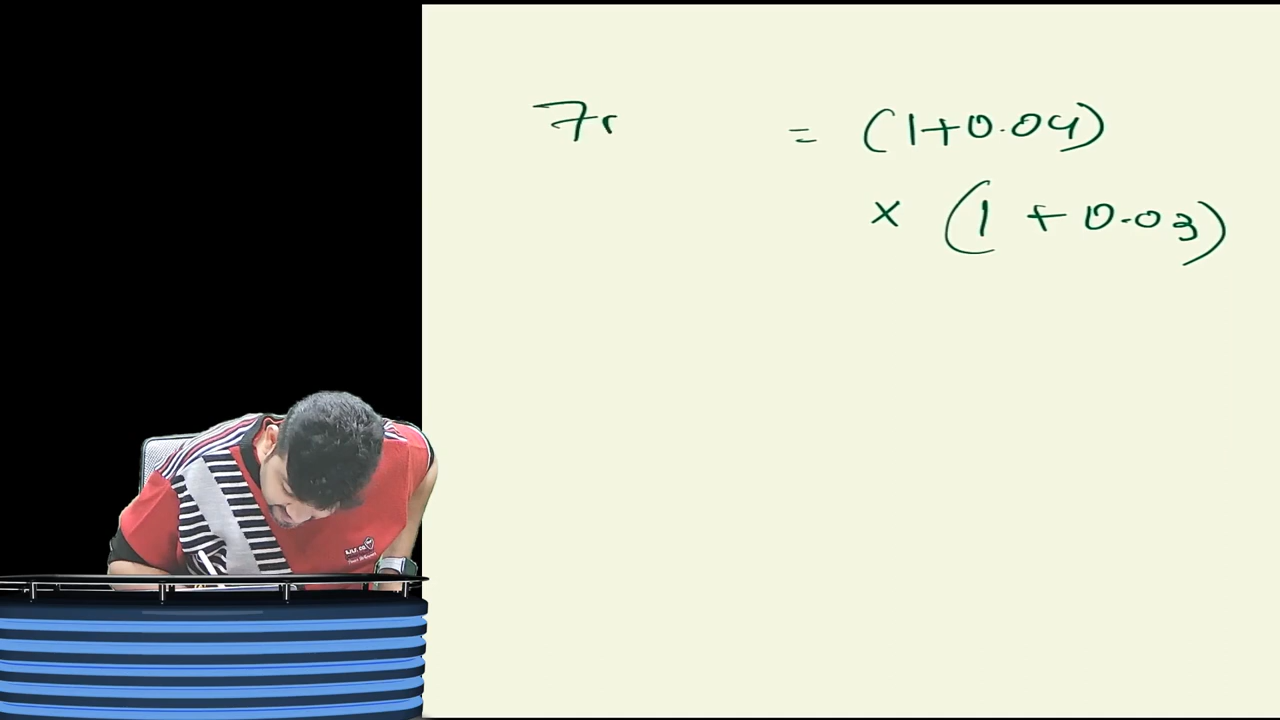 7r = (1+0.04)
× (1 + 0.03)